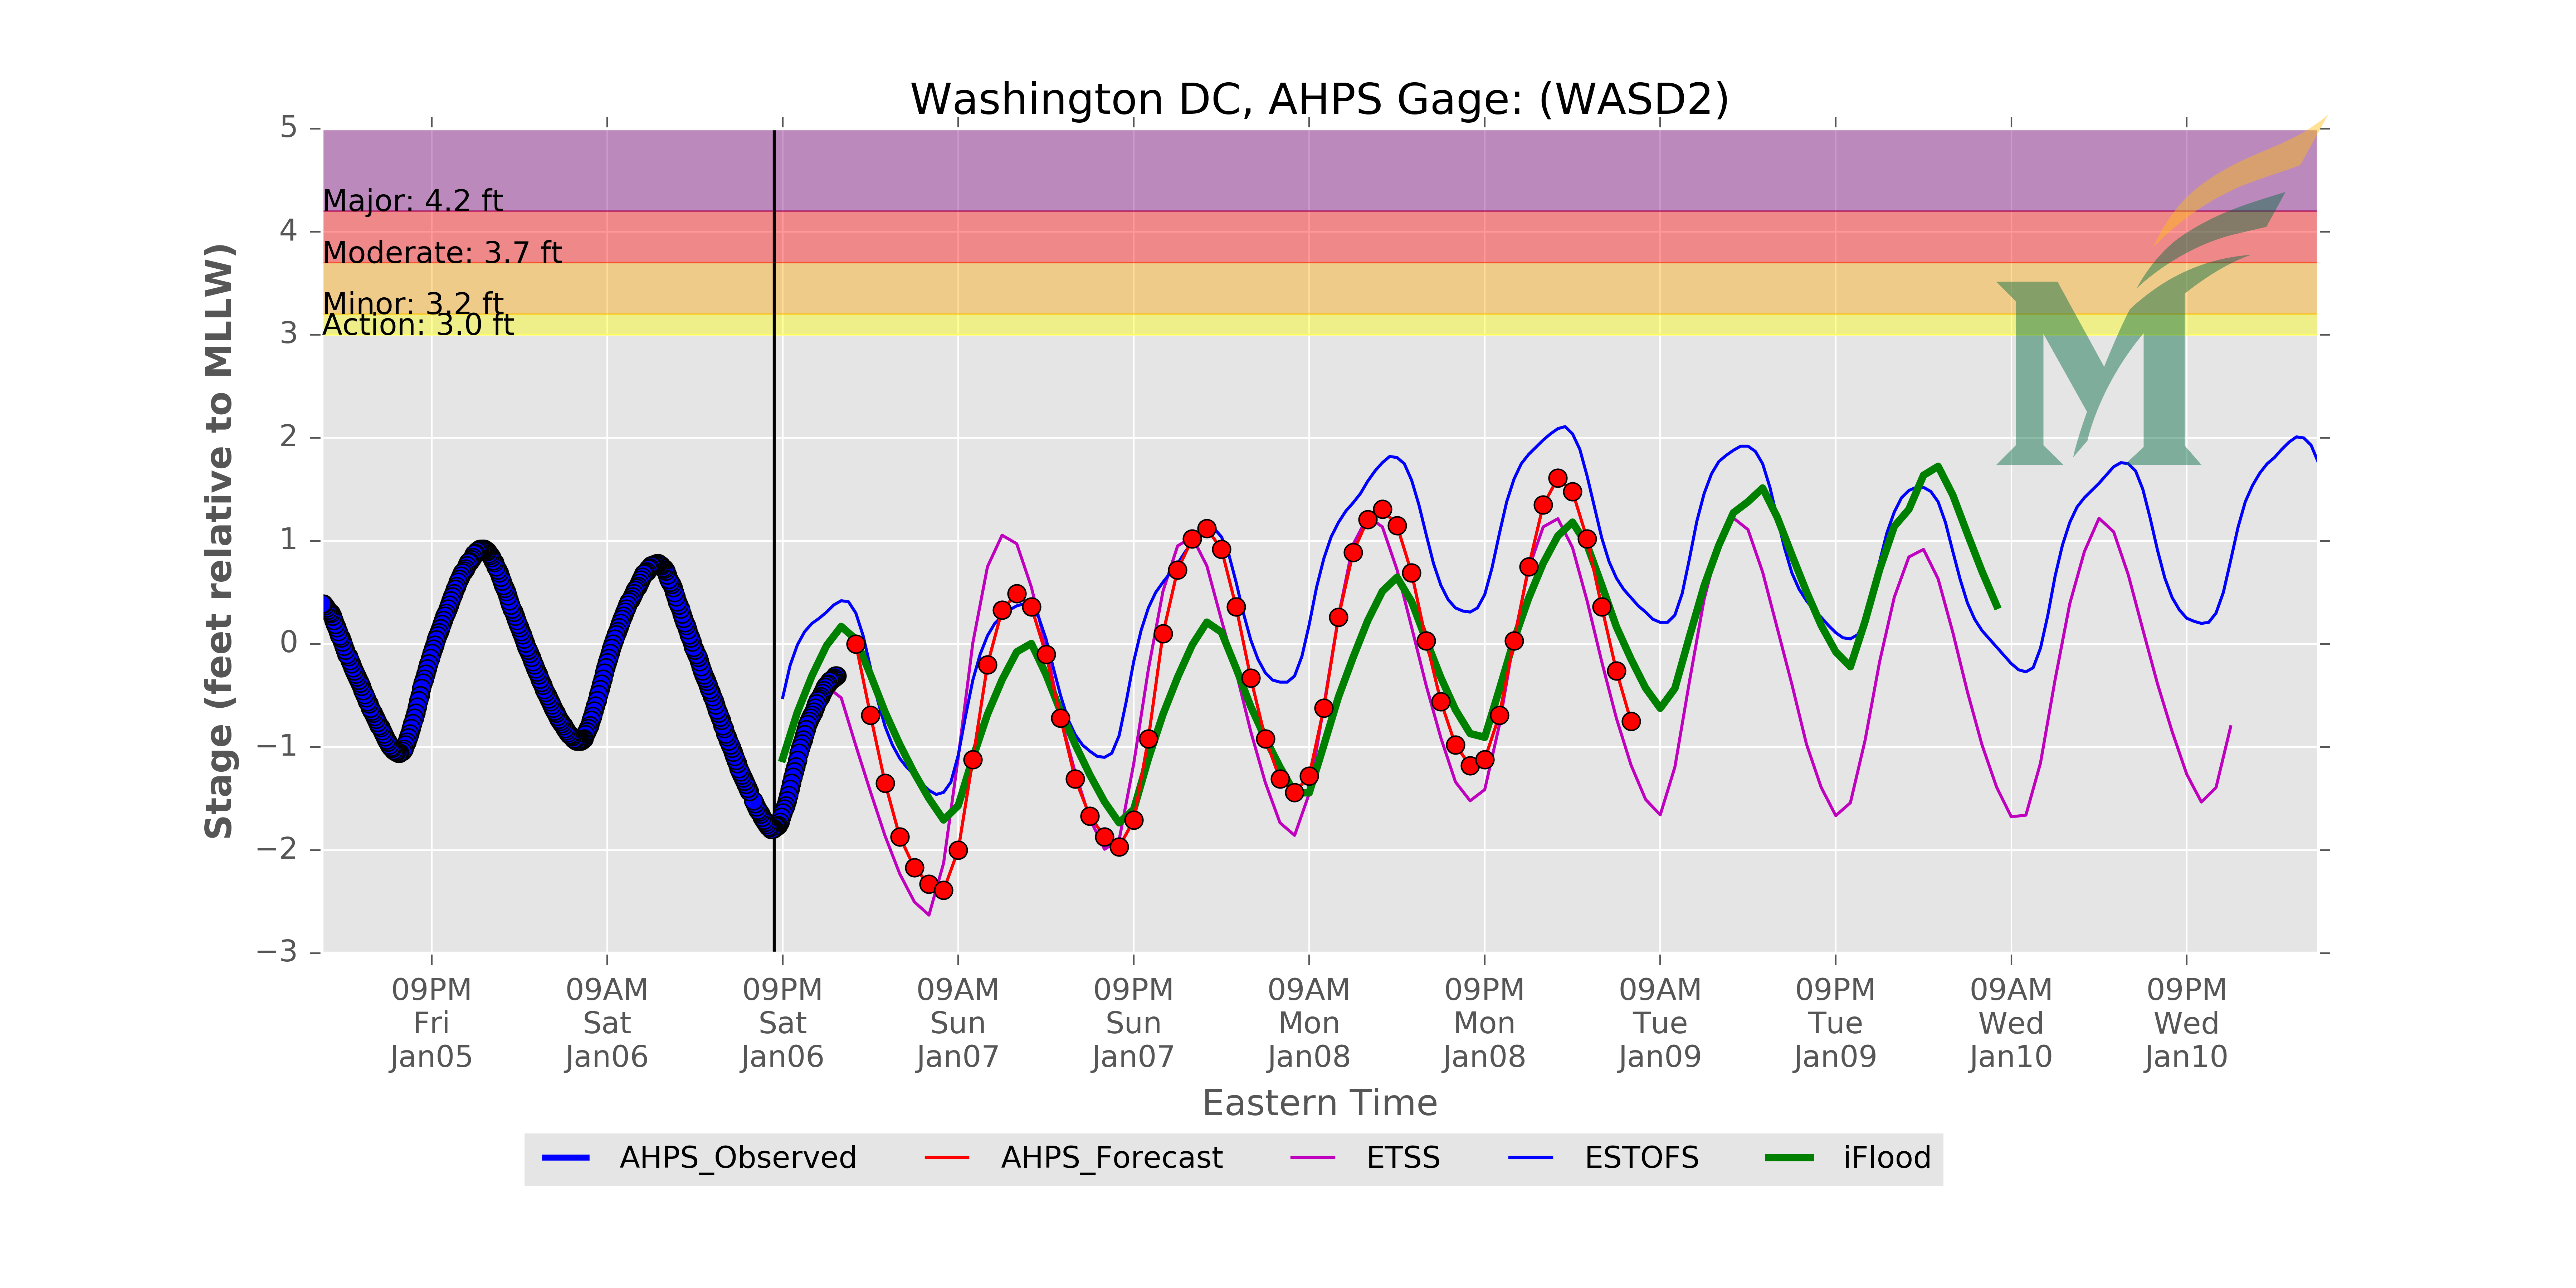 Washington DC, AHPS Gage: (WASD2)
5
4
3
2
1
0
−1
−2
−3
Stage (feet relative to MLLW)
Major: 4.2 ft
Moderate: 3.7 ft
Minor: 3.2 ft
Action: 3.0 ft
M
09PM 09AM 09PM 09AM 09PM 09AM 09PM 09AM 09PM 09AM 09PM
Fri Sat Sat Sun Sun Mon Mon Tue Tue Wed Wed
Jan05 Jan06 Jan06 Jan07 Jan07 Jan08 Jan08 Jan09 Jan09 Jan10 Jan10
Eastern Time
AHPS_Observed AHPS_Forecast ETSS ESTOFS iFlood